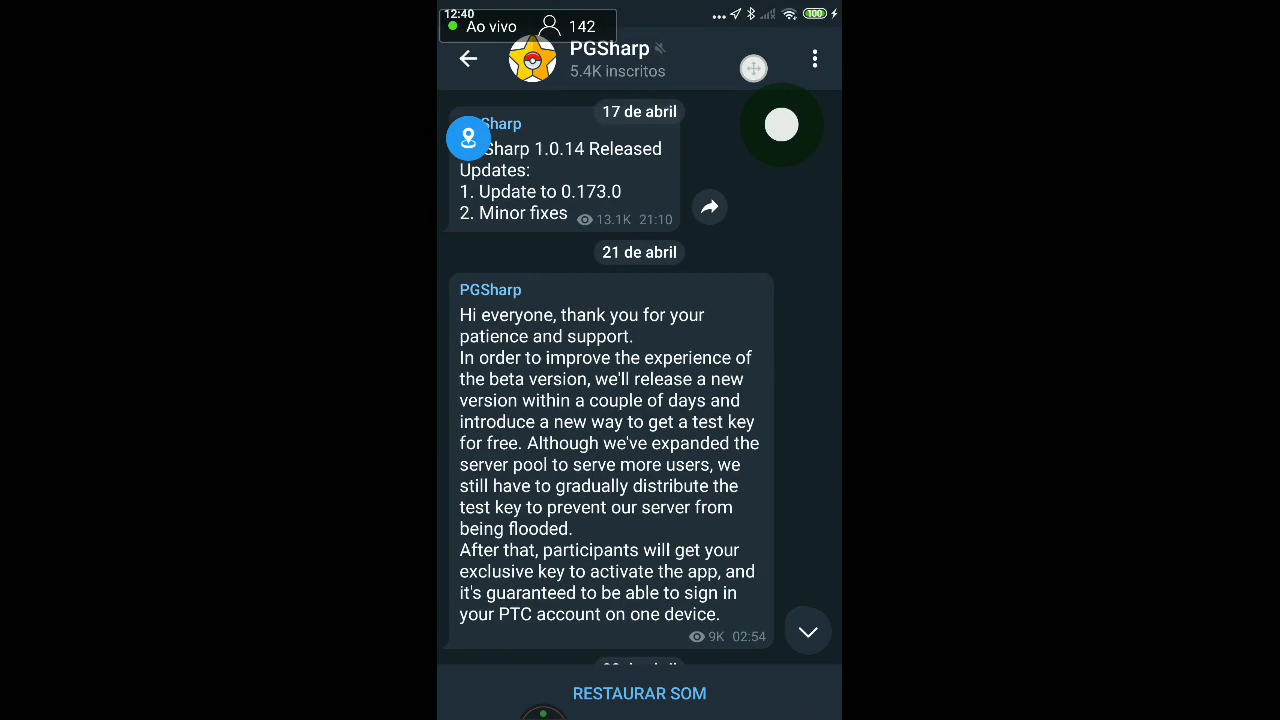 12:40
100
Ao vivo 142
PGSharp
5.4K inscritos
17 de abril
Sharp
Sharp 1.0.14 Released
Updates:
1. Update to 0.173.0
2. Minor fixes
13.1K 21:10
21 de abril
PGSharp
Hi everyone, thank you for your
patience and support.
In order to improve the experience of
the beta version, we'll release a new
version within a couple of days and
introduce a new way to get a test key
for free. Although we've expanded the
server pool to serve more users, we
still have to gradually distribute the
test key to prevent our server from
being flooded.
After that, participants will get your
exclusive key to activate the app, and
it's guaranteed to be able to sign in
your PTC account on one device.
9K 02:54
RESTAURAR SOM